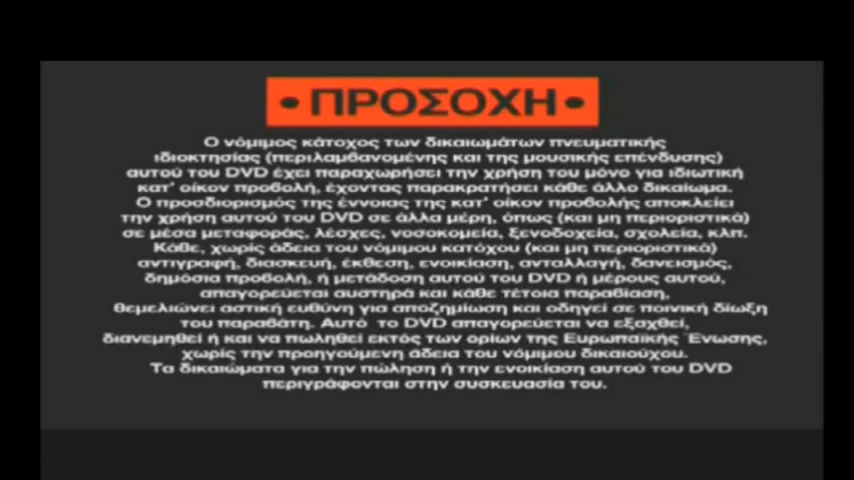 • ΠΡΟΣΟΧΗ •
Ο νόμιμος κάτοχος των δικαιωμάτων πνευματικής
ιδιοκτησίας (περιλαμβανομένης και της μουσικής επένδυσης)
αυτού του DVD έχει παραχωρήσει την χρήση του μόνο για ιδιωτική
κατ' οίκον προβολή, έχοντας παρακρατήσει κάθε άλλο δικαίωμα.
Ο προσδιορισμός της έννοιας της κατ' οίκον προβολής αποκλείει
την χρήση αυτού του DVD σε άλλα μέρη, όπως (και μη περιοριστικά)
σε μέσα μεταφοράς, λέσχες, νοσοκομεία, ξενοδοχεία, σχολεία, κλπ.
Κάθε, χωρίς άδεια του νόμιμου κατόχου (και μη περιοριστικά)
αντιγραφή, διασκευή, έκθεση, ενοικίαση, ανταλλαγή, δανεισμός,
δημόσια προβολή, ή μετάδοση αυτού του DVD ή μέρους αυτού,
απαγορεύεται αυστηρά και κάθε τέτοια παραβίαση,
θεμελιώνει αστική ευθύνη για αποζημίωση και οδηγεί σε ποινική δίωξη
του παραβάτη. Αυτό το DVD απαγορεύεται να εξαχθεί,
διανεμηθεί ή και να πωληθεί εκτός των ορίων της Ευρωπαϊκής Ένωσης,
χωρίς την προηγούμενη άδεια του νόμιμου δικαιούχου.
Τα δικαιώματα για την πώληση ή την ενοικίαση αυτού του DVD
περιγράφονται στην συσκευασία του.